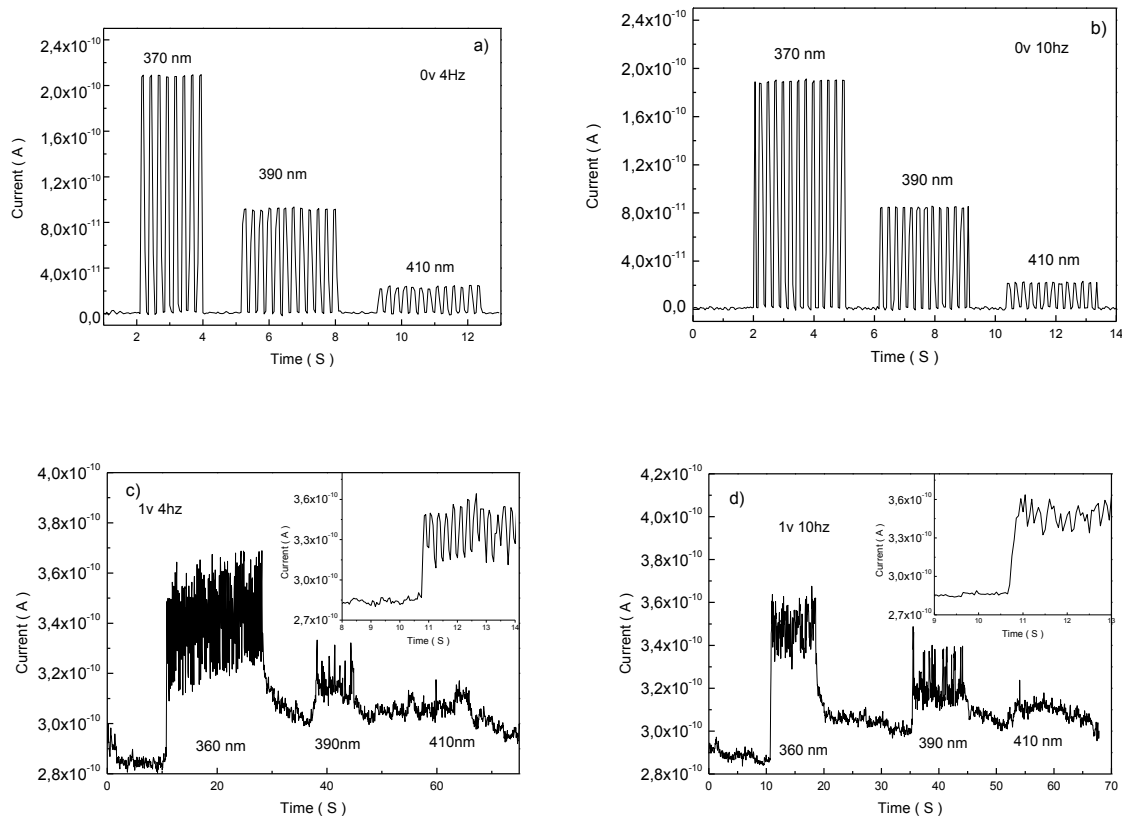 a)
0v 4Hz
370 nm
390 nm
410 nm
2,4x10-10
2,0x10-10
1,6x10-10
1,2x10-10
8,0x10-11
4,0x10-11
0,0
Current ( A )
2 4 6 8 10 12
Time ( S )
b)
0v 10hz
370 nm
390 nm
410 nm
2,4x10-10
2,0x10-10
1,6x10-10
1,2x10-10
8,0x10-11
4,0x10-11
0,0
Current ( A )
0 2 4 6 8 10 12 14
Time ( S )
c)
1v 4hz
4,0x10-10
3,8x10-10
3,6x10-10
3,4x10-10
3,2x10-10
3,0x10-10
2,8x10-10
Current ( A )
360 nm
390nm
410nm
0 10 20 30 40 50 60 70
Time ( S )
3,6x10-10
3,3x10-10
3,0x10-10
2,7x10-10
Current ( A )
8 9 10 11 12 13 14
Time ( S )
d)
1v 10hz
4,2x10-10
4,0x10-10
3,8x10-10
3,6x10-10
3,4x10-10
3,2x10-10
3,0x10-10
2,8x10-10
Current ( A )
360 nm
390 nm
410 nm
0 10 20 30 40 50 60 70
Time ( S )
3,6x10-10
3,3x10-10
3,0x10-10
2,7x10-10
Current ( A )
9 10 11 12 13
Time ( S )